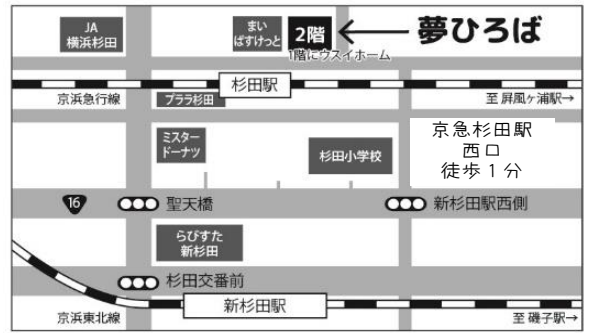 JA
横浜杉田
まい
ばすけっと
2階
夢ひろば
1階にウスイホーム
杉田駅
京浜急行線
プララ杉田
至 屏風ヶ浦駅→
ミスター
ドーナツ
杉田小学校
京急杉田駅
西口
徒歩1分
16
聖天橋
新杉田駅西側
らびすた
新杉田
杉田交番前
新杉田駅
京浜東北線
至 磯子駅→